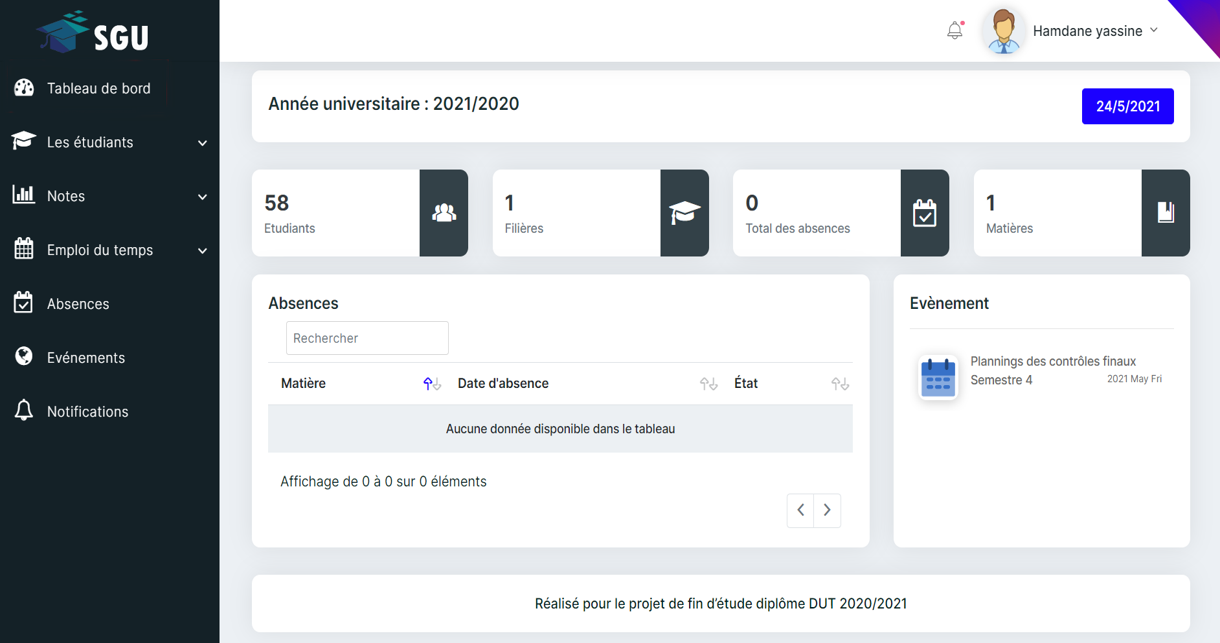 SGU
Hamdane yassine
Tableau de bord
Les étudiants
Notes
Emploi du temps
Absences
Evénements
Notifications
Année universitaire : 2021/2020
24/5/2021
58
Etudiants
1
Filières
0
Total des absences
1
Matières
Absences
Rechercher
Matière Date d'absence État
Aucune donnée disponible dans le tableau
Affichage de 0 à 0 sur 0 éléments
Evènement
Plannings des contrôles finaux
Semestre 4 2021 May Fri
Réalisé pour le projet de fin d'étude diplôme DUT 2020/2021